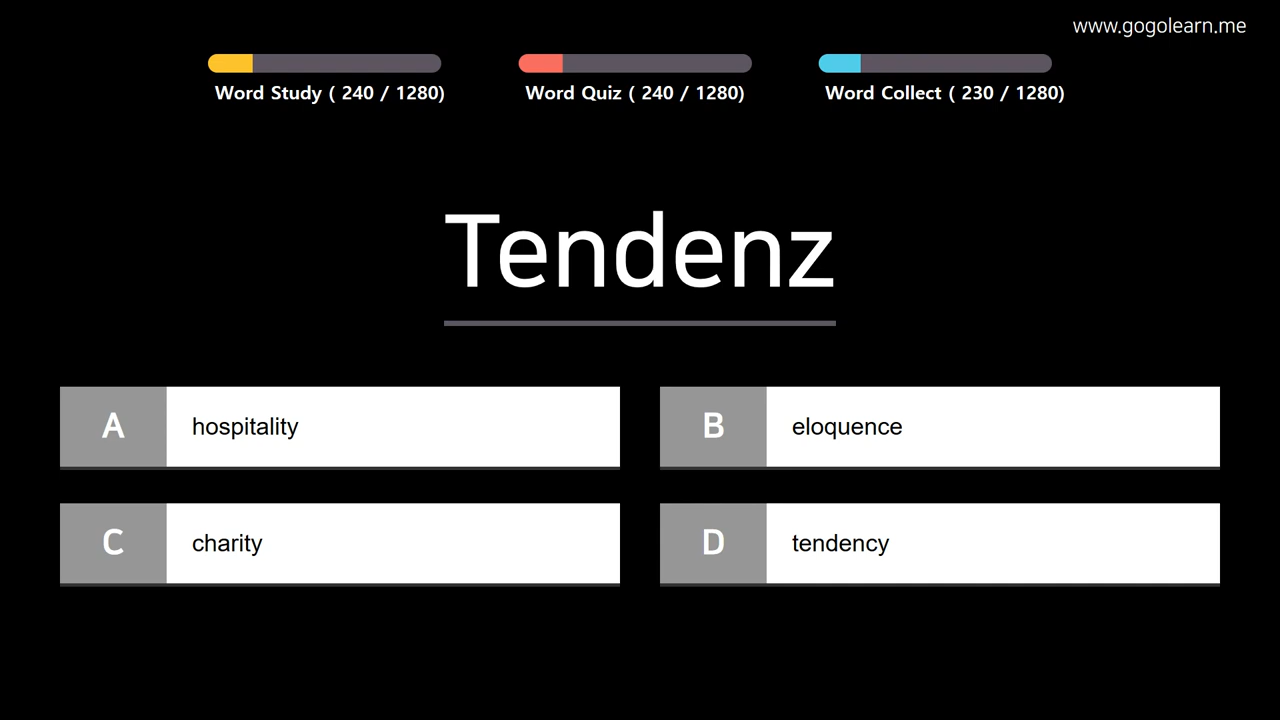 www.gogolearn.me
Word Study ( 240 / 1280)
Word Quiz ( 240 / 1280)
Word Collect ( 230 / 1280)
Tendenz
A
hospitality
B
eloquence
C
charity
D
tendency